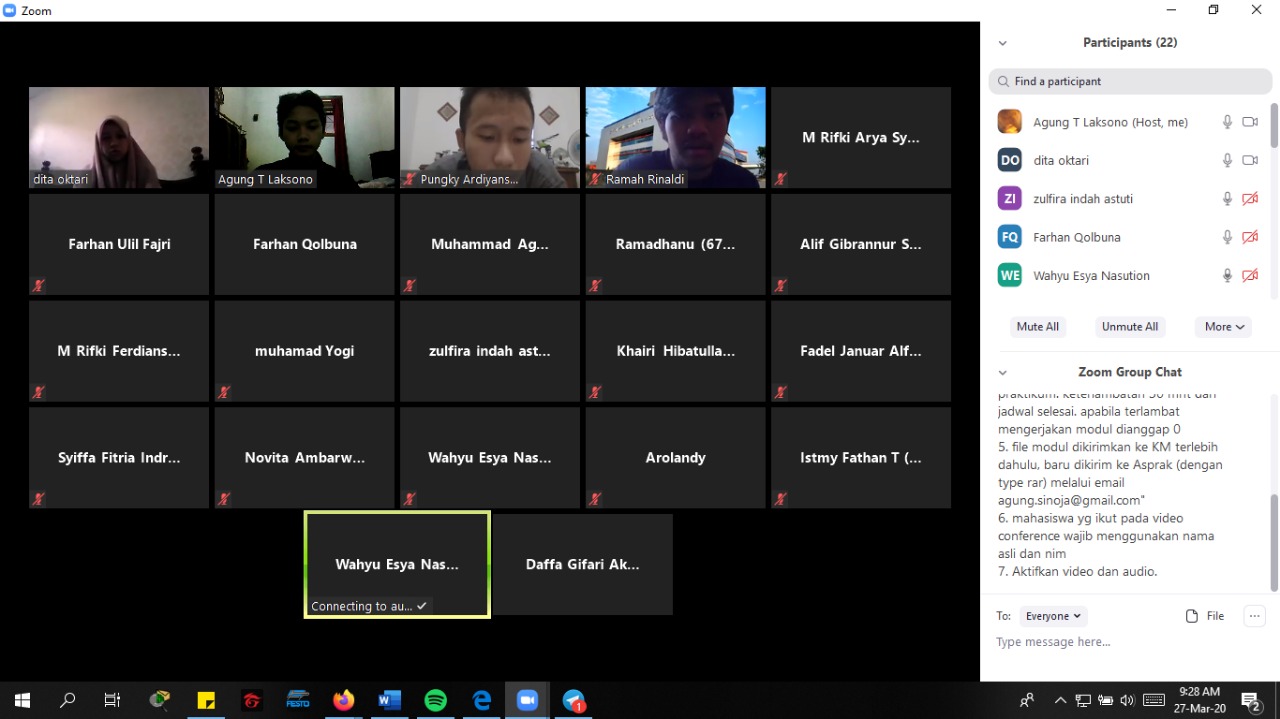 Zoom
dita oktari
Agung T Laksono
Pungky Ardiyans...
Ramah Rinaldi
M Rifki Arya Sy...
Farhan Ulil Fajri
Farhan Qolbuna
Muhammad Ag...
Ramadhanu (67...
Alif Gibrannur S...
M Rifki Ferdians...
muhamad Yogi
zulfira indah ast...
Khairi Hibatulla...
Fadel Januar Alf...
Syiffa Fitria Indr...
Novita Ambarw...
Wahyu Esya Nas...
Arolandy
Istmy Fathan T (...
Wahyu Esya Nas...
Connecting to au...
Daffa Gifari Ak...
Participants (22)
Find a participant
Agung T Laksono (Host, me)
DO dita oktari
ZI zulfira indah astuti
FQ Farhan Qolbuna
WE Wahyu Esya Nasution
Mute All
Unmute All
More
Zoom Group Chat
praktikum. keterlambatan 30 mnt dari
jadwal selesai. apabila terlambat
mengerjakan modul dianggap 0
5. file modul dikirimkan ke KM terlebih
dahulu, baru dikirim ke Asprak (dengan
type rar) melalui email
agung.sinoja@gmail.com"
6. mahasiswa yg ikut pada video
conference wajib menggunakan nama
asli dan nim
7. Aktifkan video dan audio.
To: Everyone
File
Type message here...
FESTO
1
9:28 AM
27-Mar-20
2